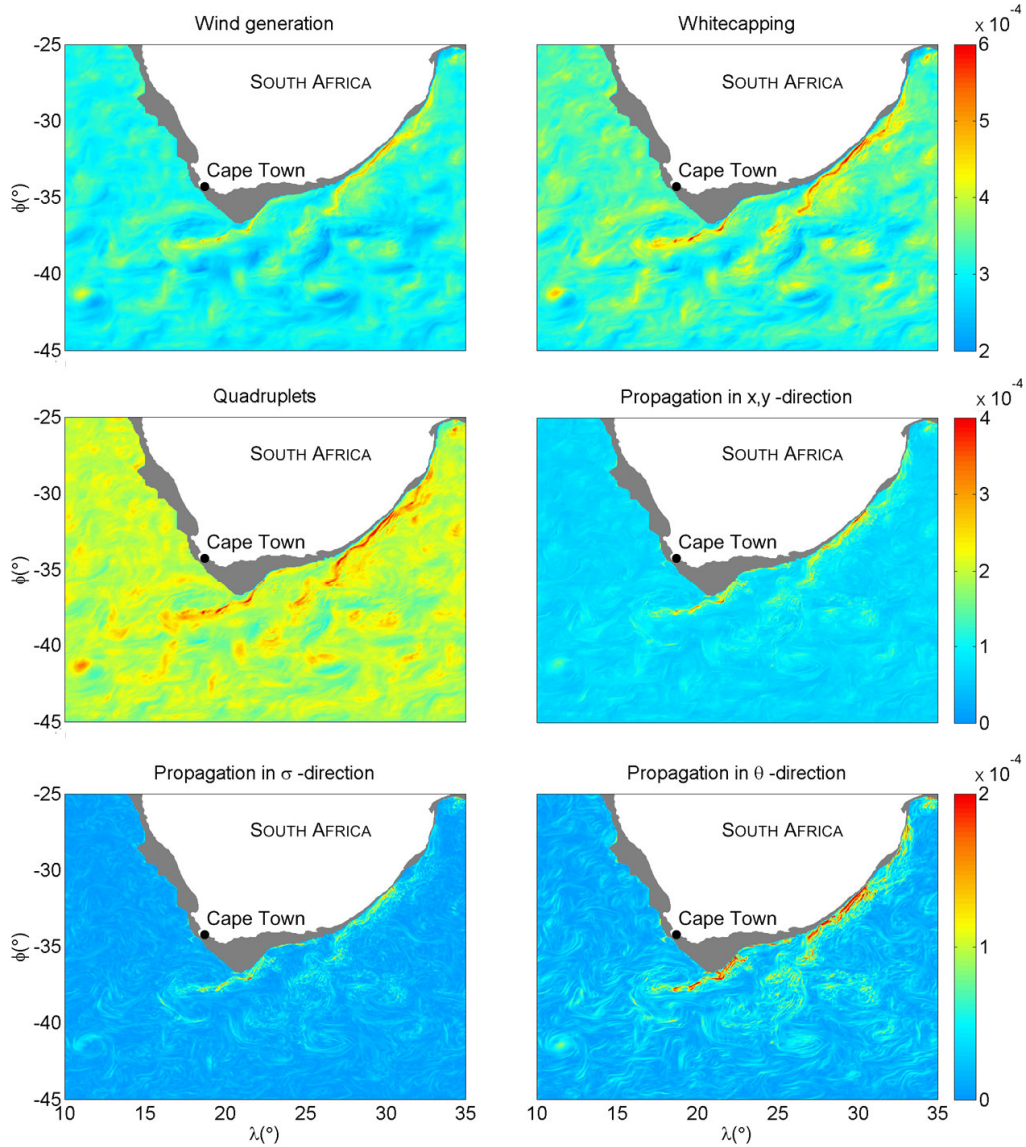 Wind generation
Whitecapping
x 10^-4
-25
-30
-35
-40
-45
ϕ(°)
SOUTH AFRICA
Cape Town
SOUTH AFRICA
Cape Town
6
5
4
3
2
Quadruplets
Propagation in x,y -direction
x 10^-4
-25
-30
-35
-40
-45
ϕ(°)
SOUTH AFRICA
Cape Town
SOUTH AFRICA
Cape Town
4
3
2
1
0
Propagation in σ -direction
Propagation in θ -direction
x 10^-4
-25
-30
-35
-40
-45
ϕ(°)
SOUTH AFRICA
Cape Town
SOUTH AFRICA
Cape Town
2
1
0
10 15 20 25 30 35
10 15 20 25 30 35
λ(°)
λ(°)